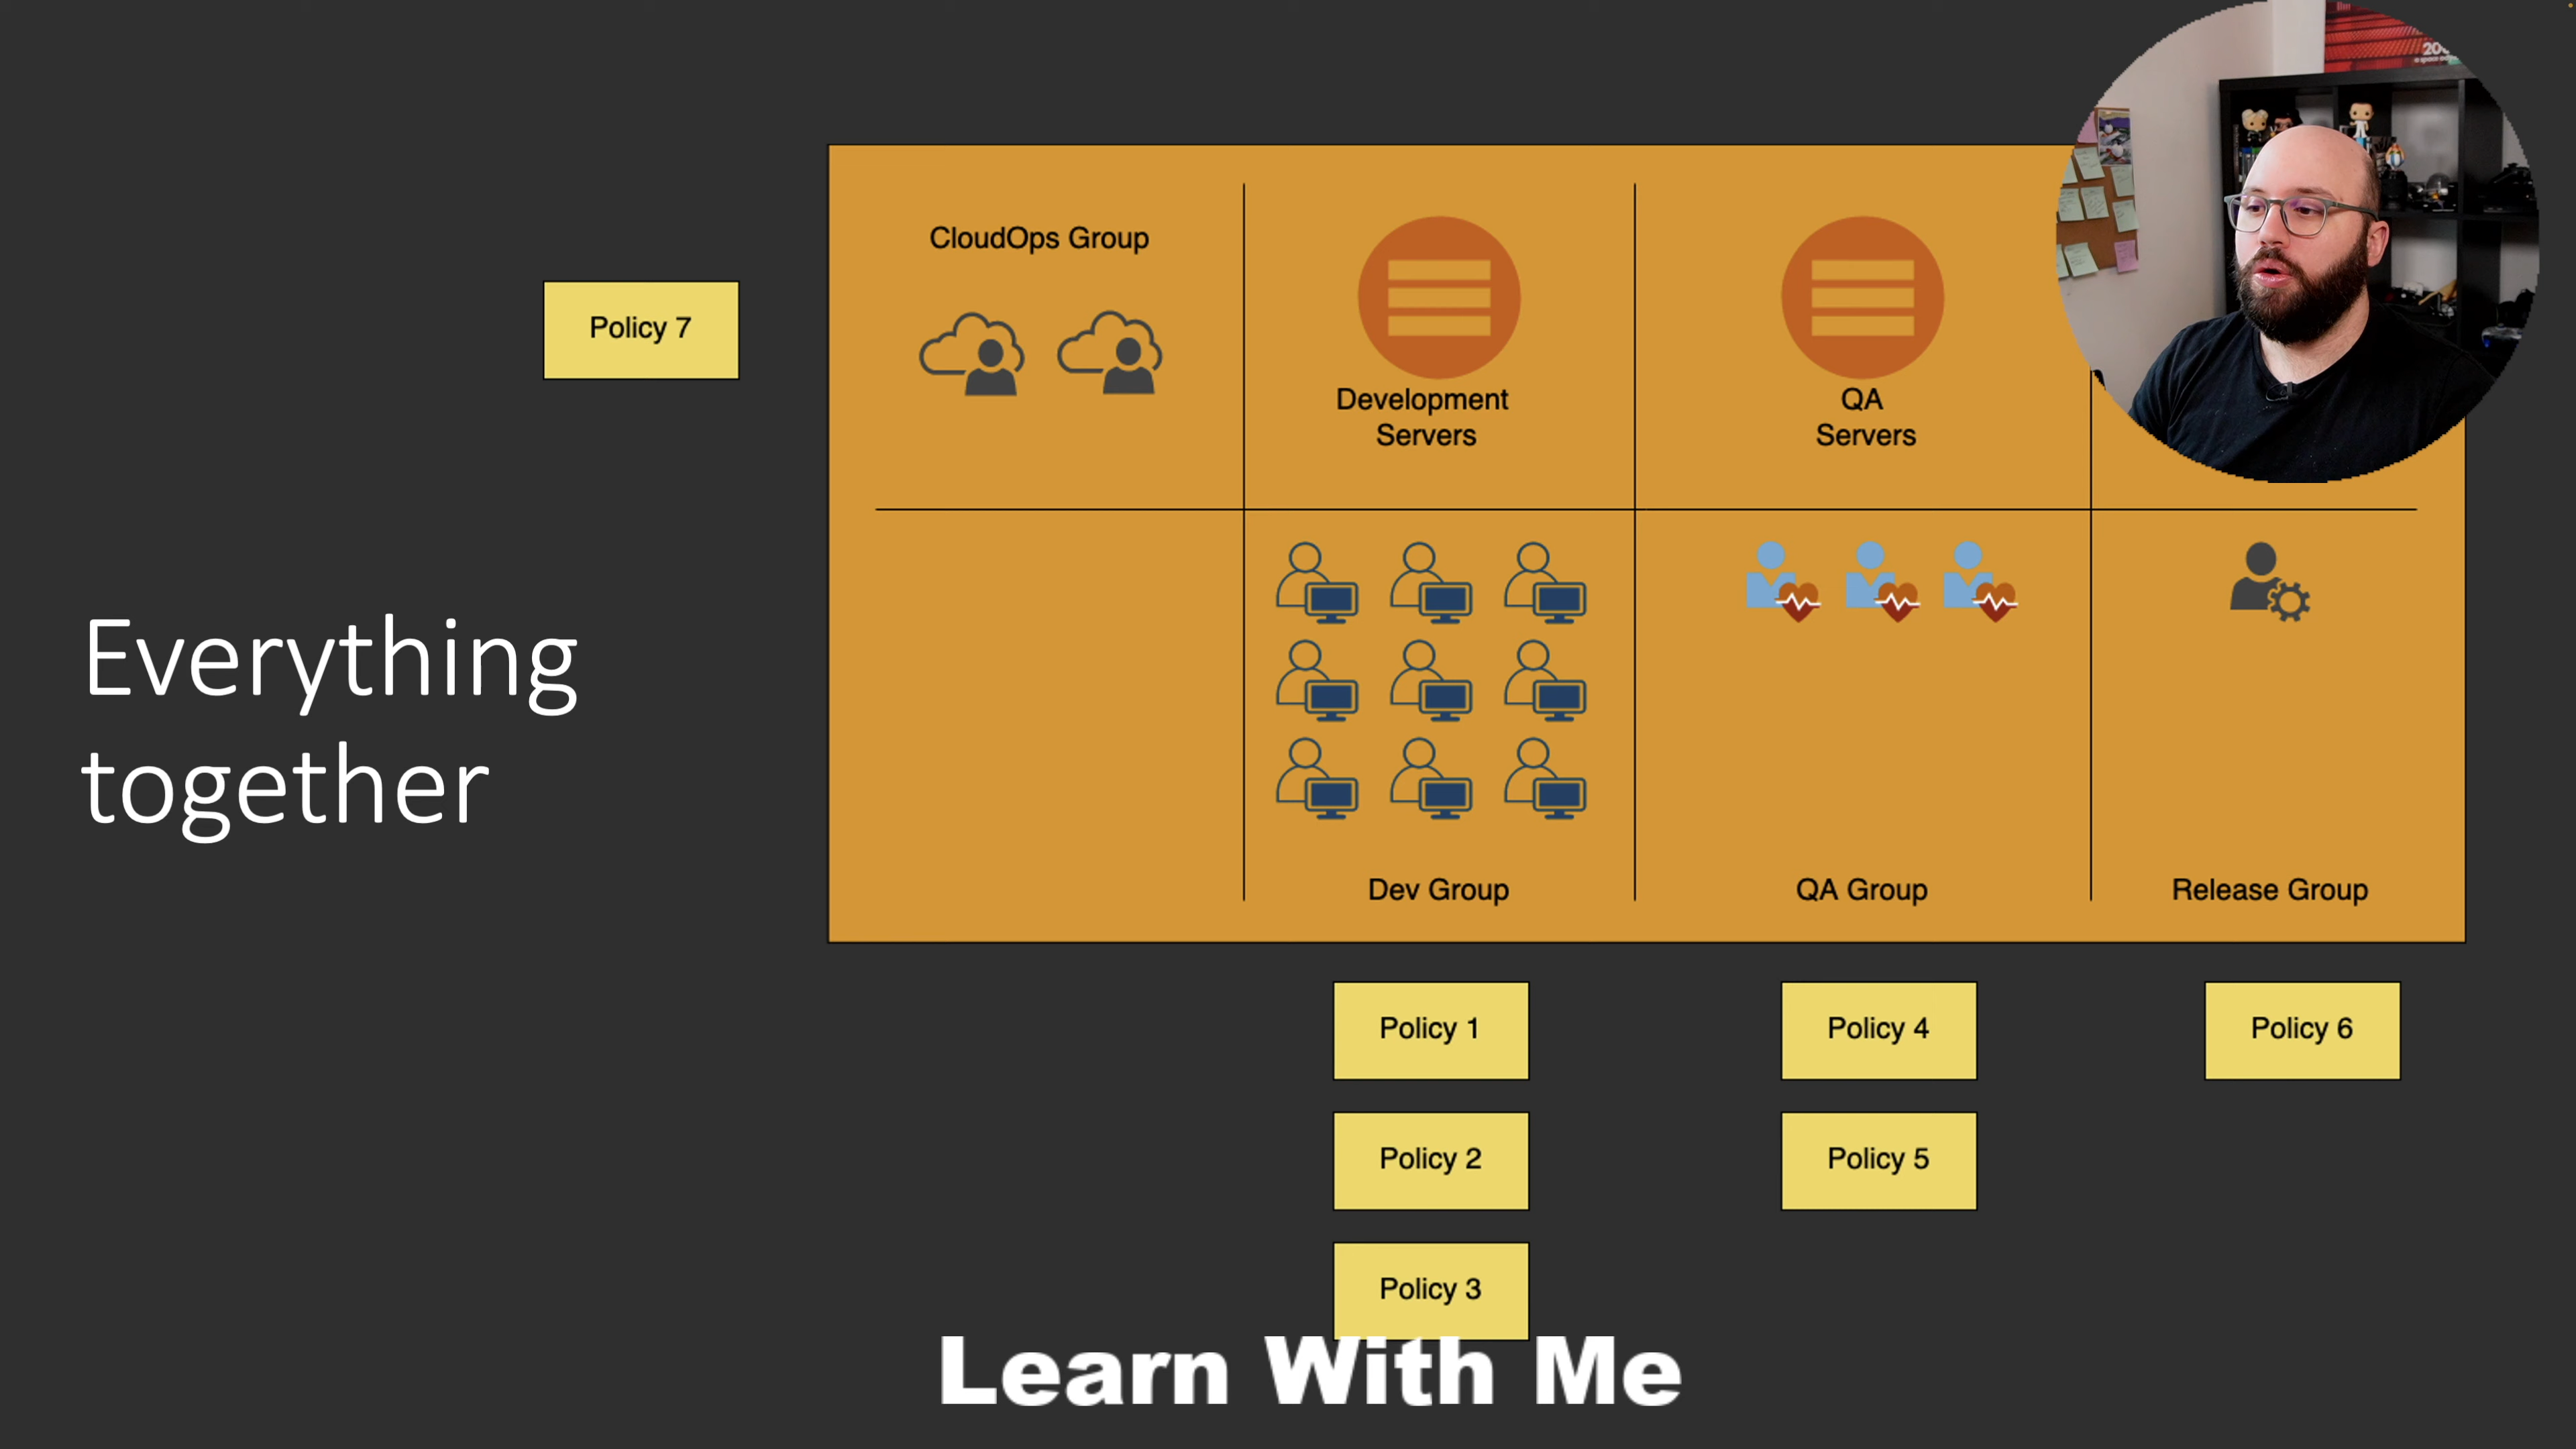 CloudOps Group
Policy 7
Development
Servers
QA
Servers
Everything
together
Dev Group
QA Group
Release Group
Policy 1
Policy 4
Policy 6
Policy 2
Policy 5
Policy 3
Learn With Me